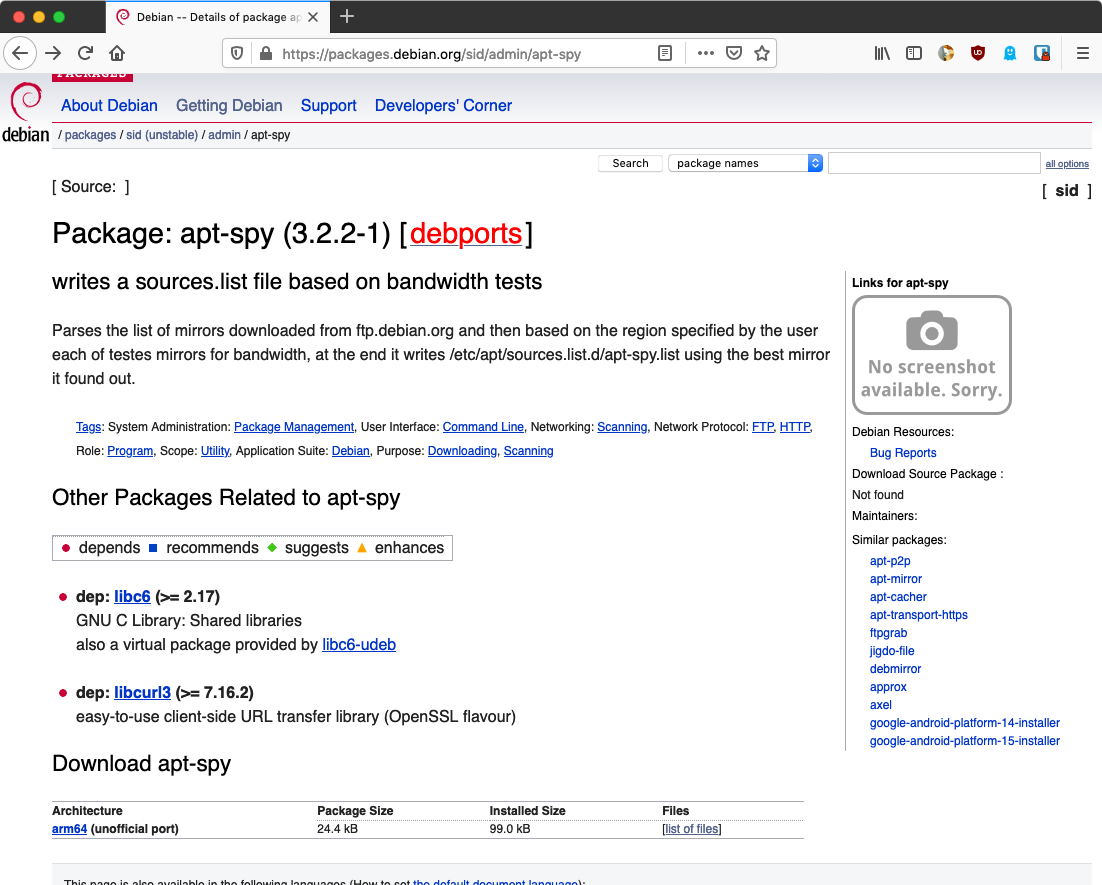 Debian -- Details of package ap
https://packages.debian.org/sid/admin/apt-spy
PACKAGES
debian
About Debian Getting Debian Support Developers' Corner
/ packages / sid (unstable) / admin / apt-spy
Search package names all options
[ Source: ]
[ sid ]
Package: apt-spy (3.2.2-1) [debports]
writes a sources.list file based on bandwidth tests
Parses the list of mirrors downloaded from ftp.debian.org and then based on the region specified by the user
each of testes mirrors for bandwidth, at the end it writes /etc/apt/sources.list.d/apt-spy.list using the best mirror
it found out.
Tags: System Administration: Package Management, User Interface: Command Line, Networking: Scanning, Network Protocol: FTP, HTTP,
Role: Program, Scope: Utility, Application Suite: Debian, Purpose: Downloading, Scanning
Other Packages Related to apt-spy
depends recommends suggests enhances
dep: libc6 (>= 2.17)
GNU C Library: Shared libraries
also a virtual package provided by libc6-udeb
dep: libcurl3 (>= 7.16.2)
easy-to-use client-side URL transfer library (OpenSSL flavour)
Download apt-spy
Architecture Package Size Installed Size Files
arm64 (unofficial port) 24.4 kB 99.0 kB [list of files]
Links for apt-spy
No screenshot
available. Sorry.
Debian Resources:
Bug Reports
Download Source Package :
Not found
Maintainers:
Similar packages:
apt-p2p
apt-mirror
apt-cacher
apt-transport-https
ftpgrab
jigdo-file
debmirror
approx
axel
google-android-platform-14-installer
google-android-platform-15-installer
This page is also available in the following languages (How to set the default document language):